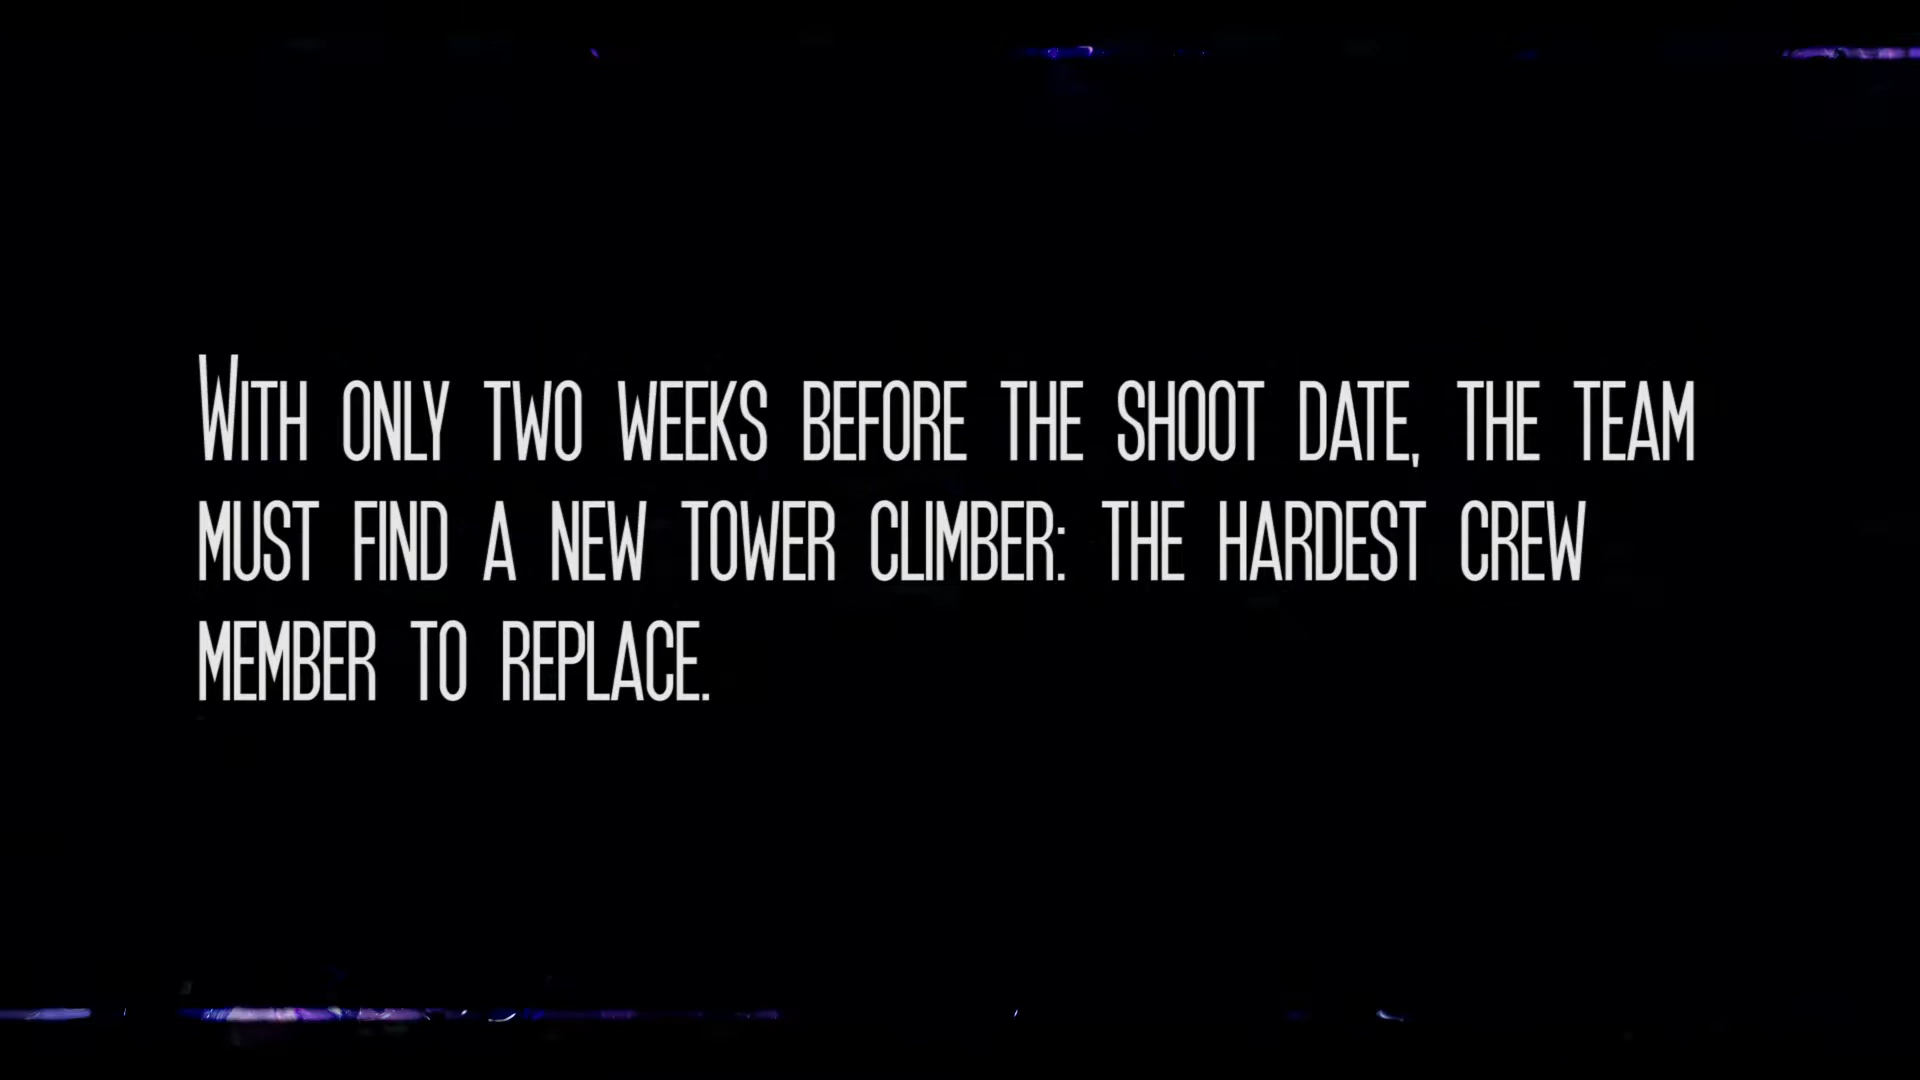 With only two weeks before the shoot date, the team
must find a new tower climber: the hardest crew
member to replace.